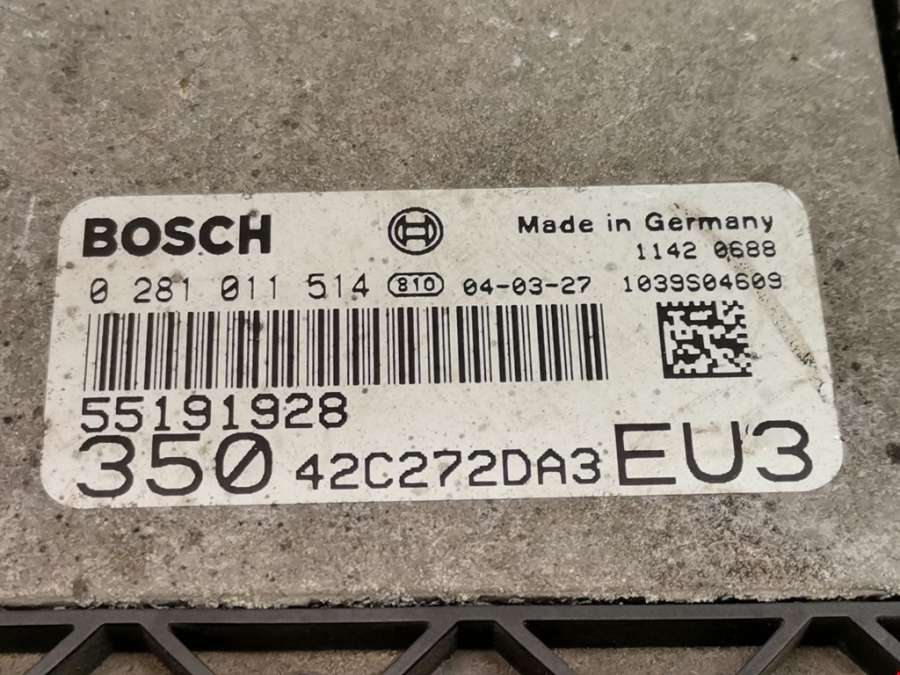 BOSCH Made in Germany
1142 0688
0 281 011 514 810 04-03-27 1039S04609
55191928
350 42C272DA3 EU3